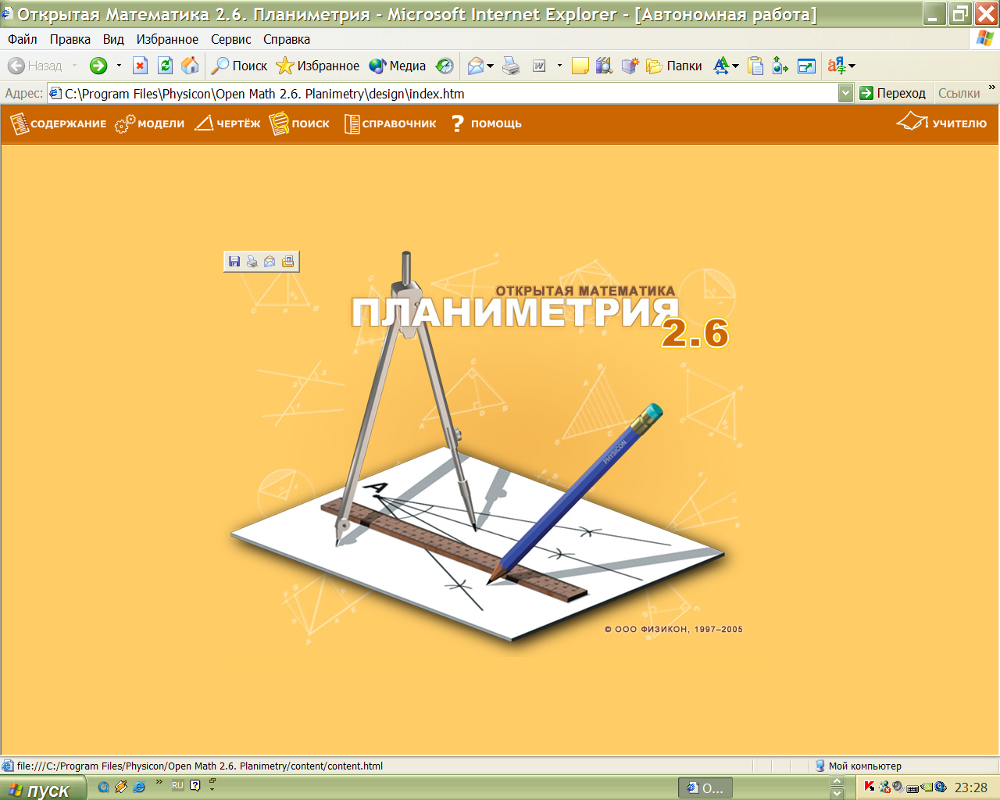 Открытая Математика 2.6. Планиметрия - Microsoft Internet Explorer - [Автономная работа]
Файл Правка Вид Избранное Сервис Справка
Назад Поиск Избранное Медиа Папки
Адрес: C:\Program Files\Physicon\Open Math 2.6. Planimetry\design\index.htm Переход Ссылки »
СОДЕРЖАНИЕ МОДЕЛИ ЧЕРТЁЖ ПОИСК СПРАВОЧНИК ? ПОМОЩЬ УЧИТЕЛЮ
ОТКРЫТАЯ МАТЕМАТИКА
ПЛАНИМЕТРИЯ
2.6
PHYSICON
A
© ООО ФИЗИКОН, 1997–2005
file:///C:/Program Files/Physicon/Open Math 2.6. Planimetry/content/content.html Мой компьютер
пуск » RU О... 23:28